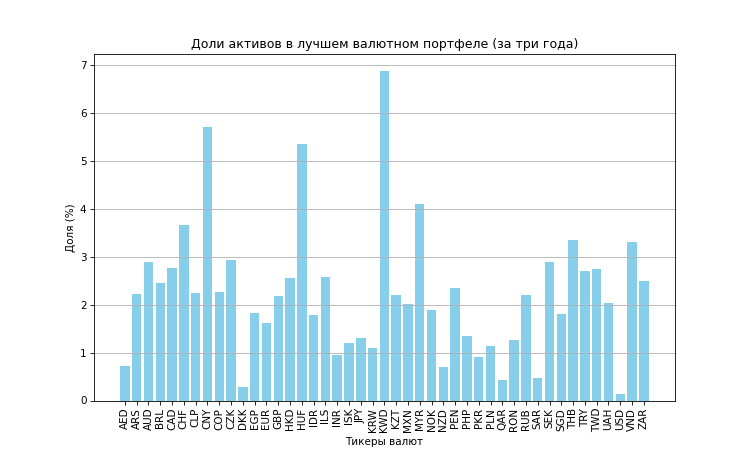 Доли активов в лучшем валютном портфеле (за три года)
Доля (%)
7
6
5
4
3
2
1
0
AED
ARS
AUD
BRL
CAD
CHF
CLP
CNY
COP
CZK
DKK
EGP
EUR
GBP
HKD
HUF
IDR
ILS
INR
ISK
JPY
KRW
KWD
KZT
MXN
MYR
NOK
NZD
PEN
PHP
PKR
PLN
QAR
RON
RUB
SAR
SEK
SGD
THB
TRY
TWD
UAH
USD
VND
ZAR
Тикеры валют